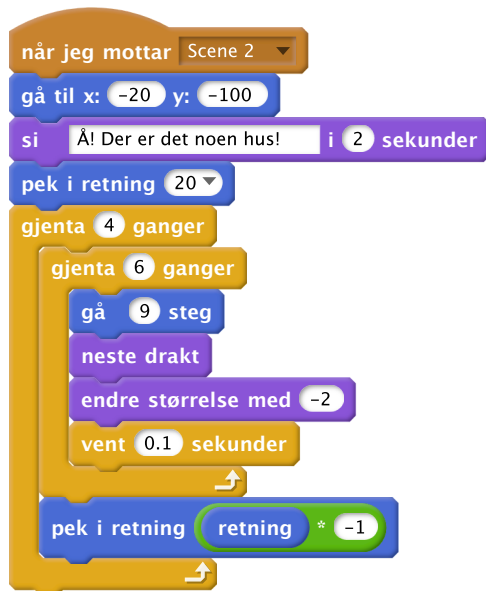 når jeg mottar Scene 2
gå til x: -20 y: -100
si Å! Der er det noen hus! i 2 sekunder
pek i retning 20
gjenta 4 ganger
gjenta 6 ganger
gå 9 steg
neste drakt
endre størrelse med -2
vent 0.1 sekunder
pek i retning retning * -1